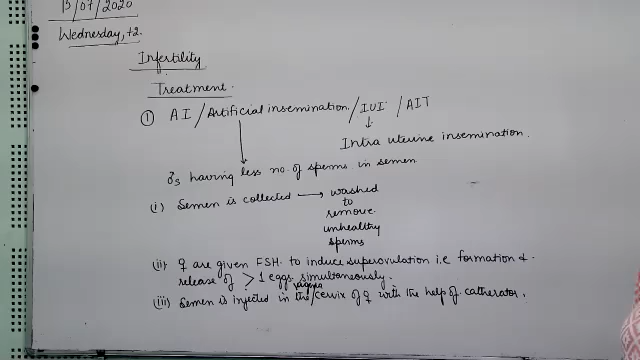 15/07/2020
Wednesday, +2.
Infertility
Treatment.
① AI / Artificial insemination / IUI / AIT
Intra uterine insemination.
♂s having less no. of sperms in semen
(i) Semen is collected → washed
to
remove
unhealthy
sperms
(ii) ♀ are given FSH. to induce superovulation i.e formation &
release of > 1 eggs simultaneously.
vagina
(iii) Semen is injected in the /cervix of ♀ with the help of catherator.